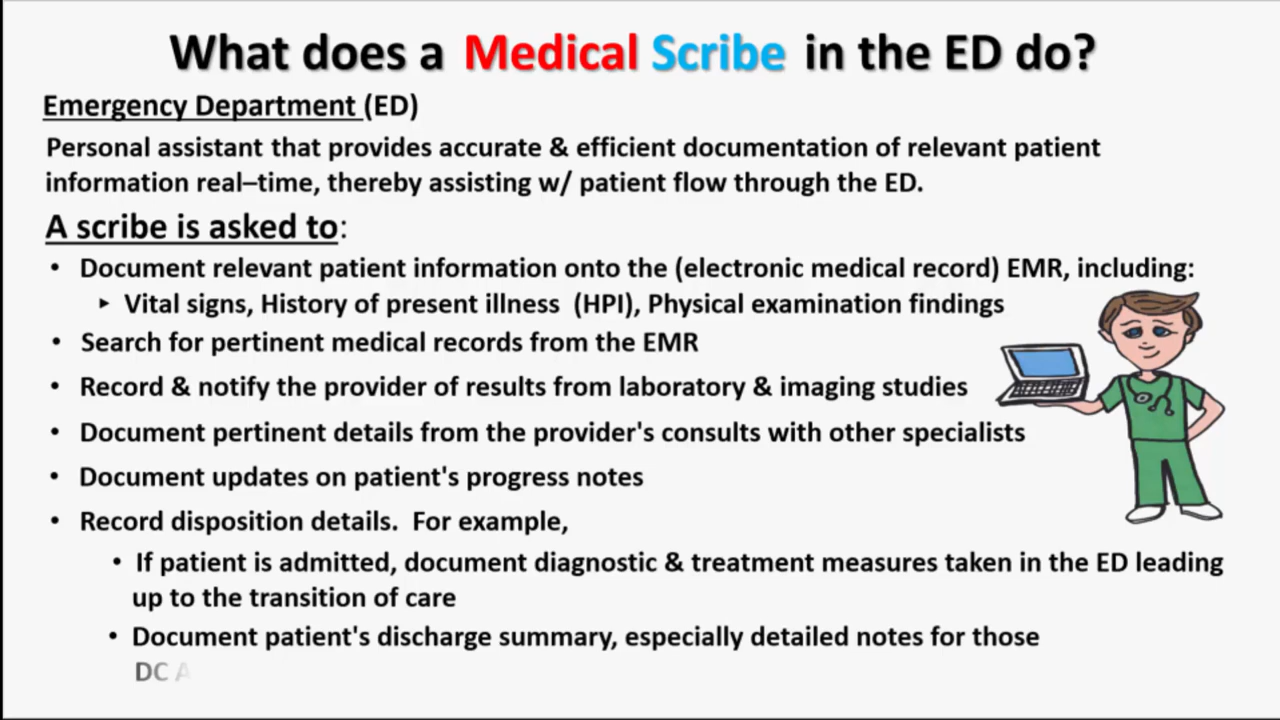 What does a Medical Scribe in the ED do?
Emergency Department (ED)
Personal assistant that provides accurate & efficient documentation of relevant patient
information real–time, thereby assisting w/ patient flow through the ED.
A scribe is asked to:
• Document relevant patient information onto the (electronic medical record) EMR, including:
▸ Vital signs, History of present illness (HPI), Physical examination findings
• Search for pertinent medical records from the EMR
• Record & notify the provider of results from laboratory & imaging studies
• Document pertinent details from the provider's consults with other specialists
• Document updates on patient's progress notes
• Record disposition details. For example,
• If patient is admitted, document diagnostic & treatment measures taken in the ED leading
up to the transition of care
• Document patient's discharge summary, especially detailed notes for those
DC A